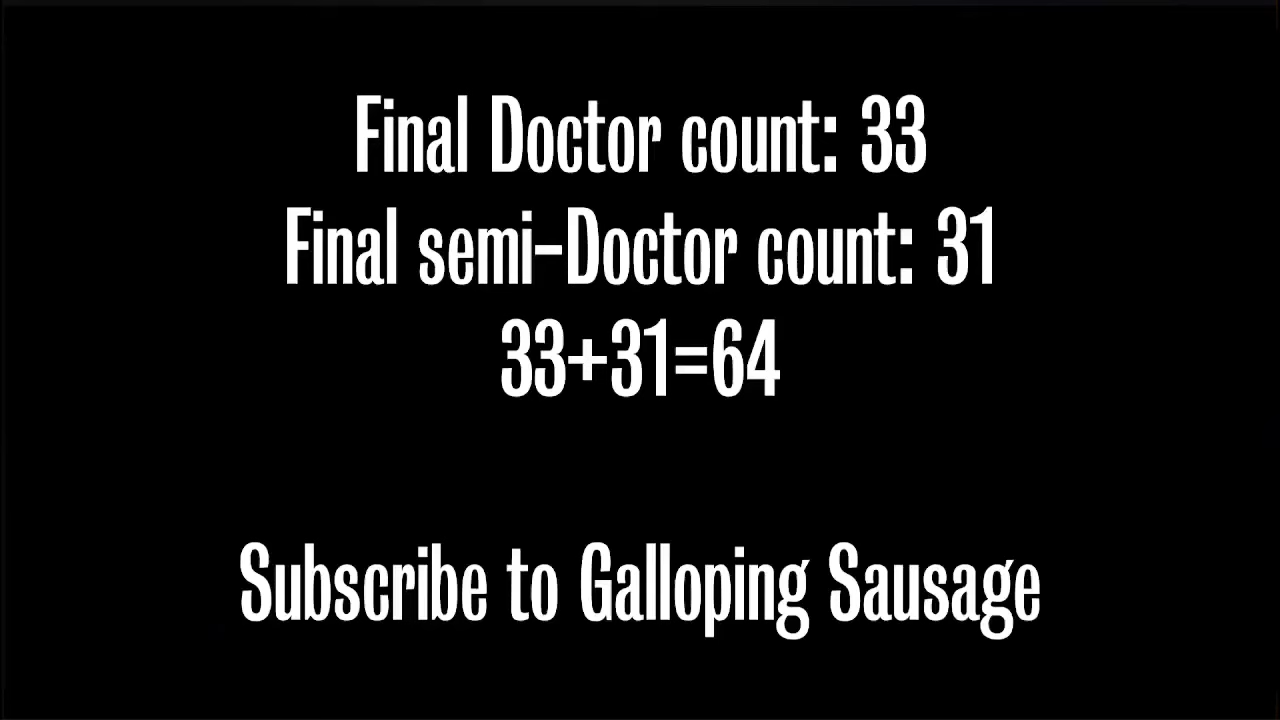 Final Doctor count: 33
Final semi-Doctor count: 31
33+31=64
Subscribe to Galloping Sausage